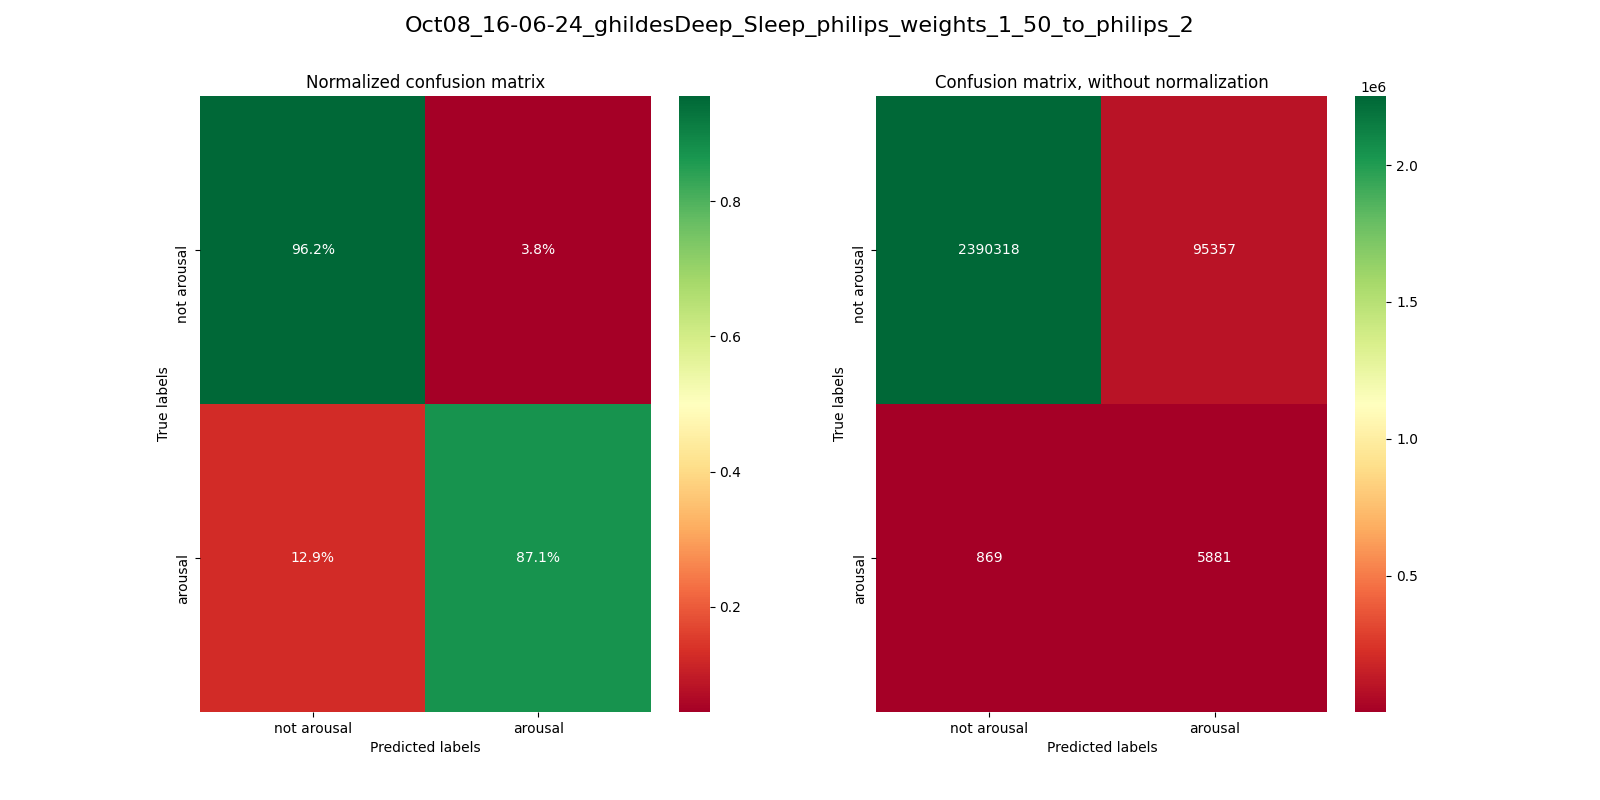 Oct08_16-06-24_ghildesDeep_Sleep_philips_weights_1_50_to_philips_2
Normalized confusion matrix
True labels
not arousal
arousal
96.2%
3.8%
12.9%
87.1%
not arousal
arousal
Predicted labels
0.8
0.6
0.4
0.2
Confusion matrix, without normalization
True labels
not arousal
arousal
2390318
95357
869
5881
not arousal
arousal
Predicted labels
1e6
2.0
1.5
1.0
0.5